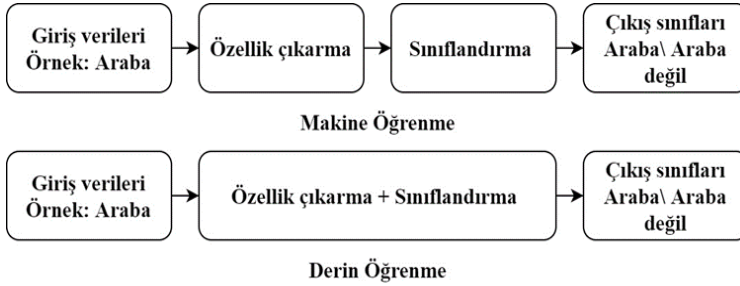 Giriş verileri
Örnek: Araba
Özellik çıkarma
Sınıflandırma
Çıkış sınıfları
Araba\ Araba
değil
Makine Öğrenme
Giriş verileri
Örnek: Araba
Özellik çıkarma + Sınıflandırma
Çıkış sınıfları
Araba\ Araba
değil
Derin Öğrenme